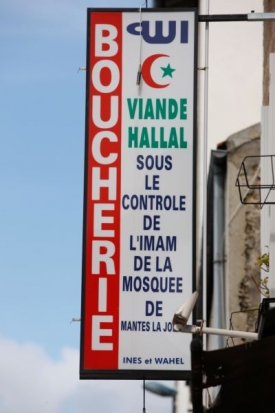 BOUCHERIE
VIANDE
HALLAL
SOUS
LE
CONTROLE
DE
L'IMAM
DE LA
MOSQUEE
DE
MANTES LA
INES et WAHEL